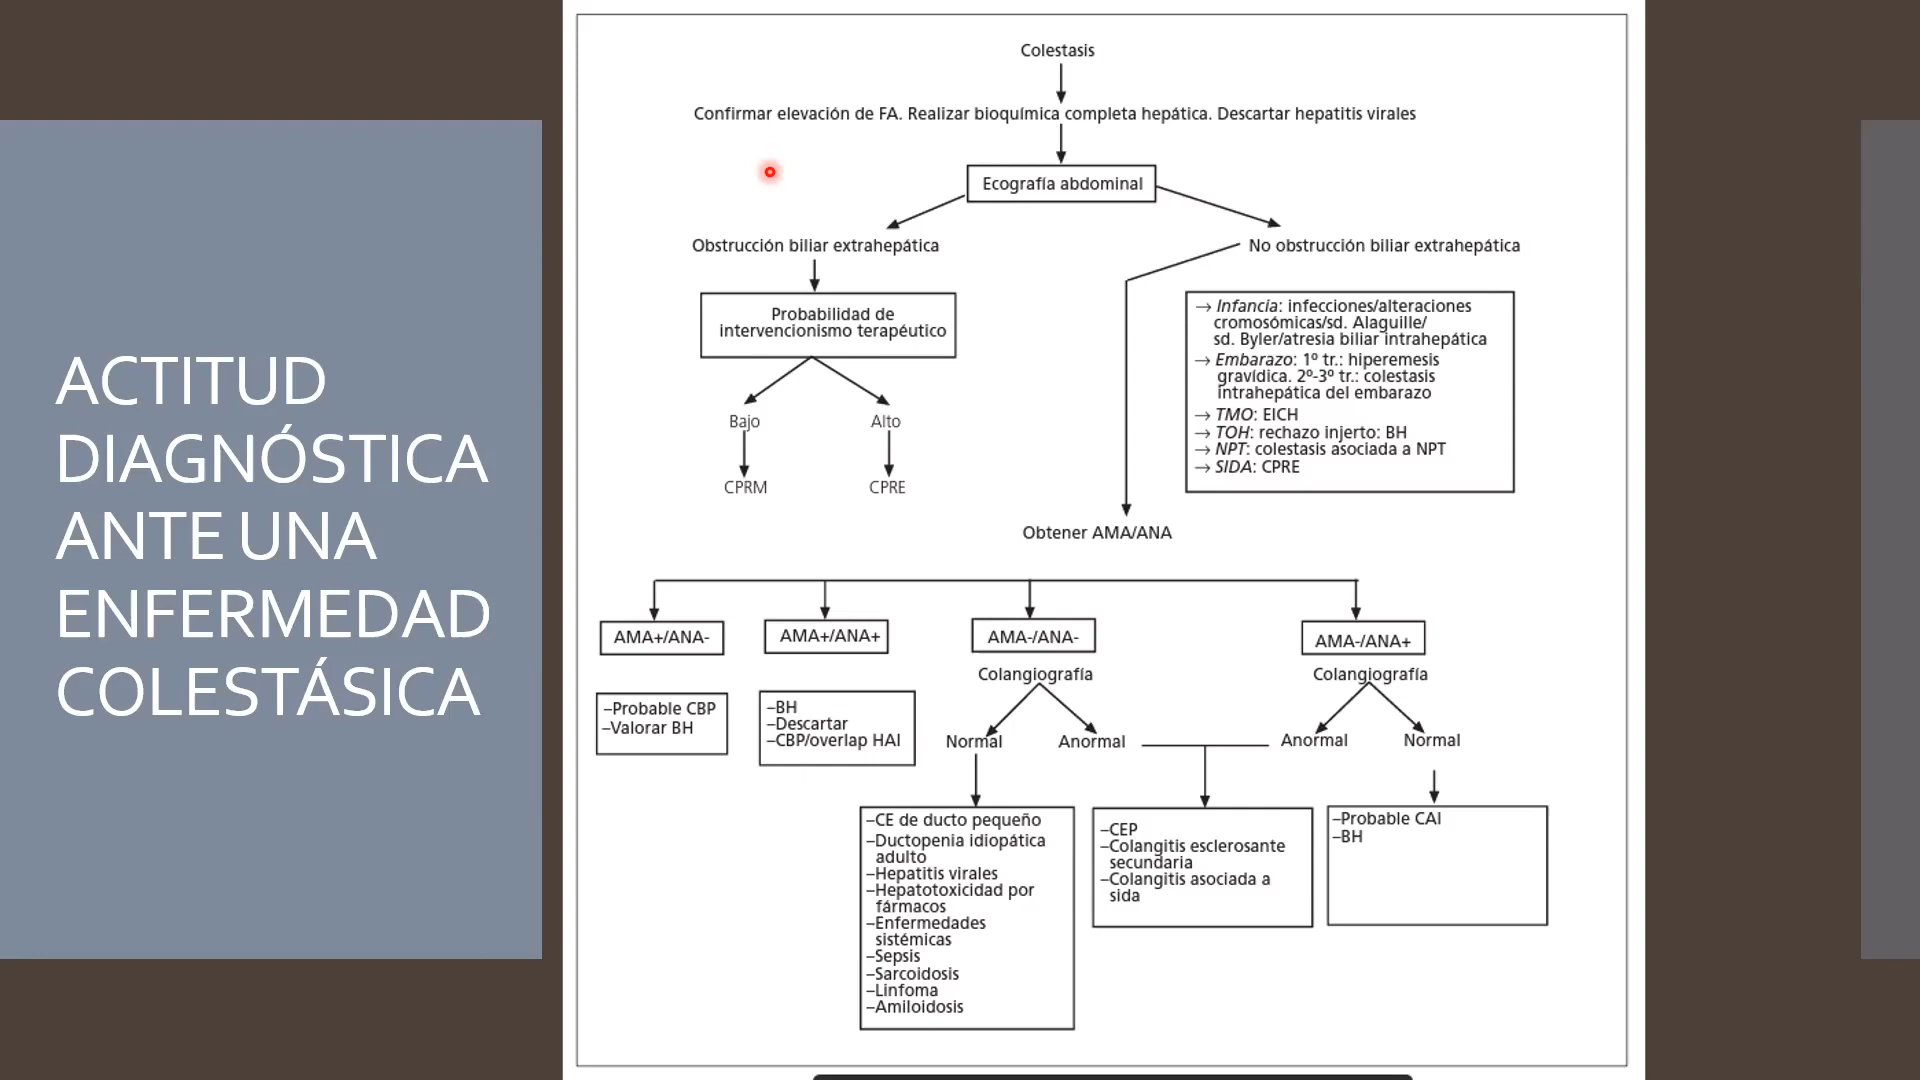 ACTITUD
DIAGNÓSTICA
ANTE UNA
ENFERMEDAD
COLESTÁSICA
Colestasis
Confirmar elevación de FA. Realizar bioquímica completa hepática. Descartar hepatitis virales
Ecografía abdominal
Obstrucción biliar extrahepática
No obstrucción biliar extrahepática
Probabilidad de
intervencionismo terapéutico
Bajo
Alto
CPRM
CPRE
→ Infancia: infecciones/alteraciones
cromosómicas/sd. Alaguille/
sd. Byler/atresia biliar intrahepática
→ Embarazo: 1º tr.: hiperemesis
gravídica. 2º-3º tr.: colestasis
intrahepática del embarazo
→ TMO: EICH
→ TOH: rechazo injerto: BH
→ NPT: colestasis asociada a NPT
→ SIDA: CPRE
Obtener AMA/ANA
AMA+/ANA-
AMA+/ANA+
AMA-/ANA-
AMA-/ANA+
–Probable CBP
–Valorar BH
–BH
–Descartar
–CBP/overlap HAI
Colangiografía
Normal
Anormal
Colangiografía
Anormal
Normal
–CE de ducto pequeño
–Ductopenia idiopática
adulto
–Hepatitis virales
–Hepatotoxicidad por
fármacos
–Enfermedades
sistémicas
–Sepsis
–Sarcoidosis
–Linfoma
–Amiloidosis
–CEP
–Colangitis esclerosante
secundaria
–Colangitis asociada a
sida
–Probable CAI
–BH